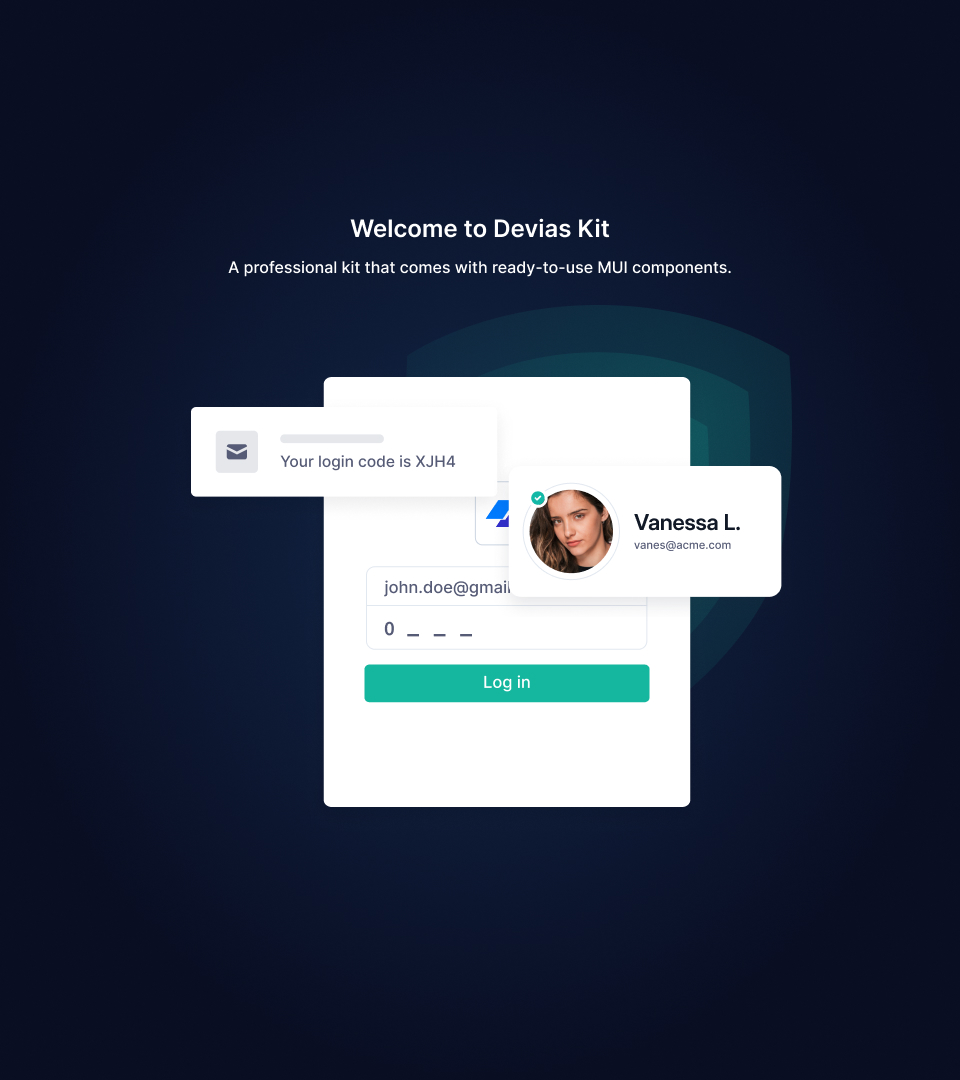 Welcome to Devias Kit
A professional kit that comes with ready-to-use MUI components.
Your login code is XJH4
Vanessa L.
vanes@acme.com
john.doe@gmail
0 _ _ _
Log in